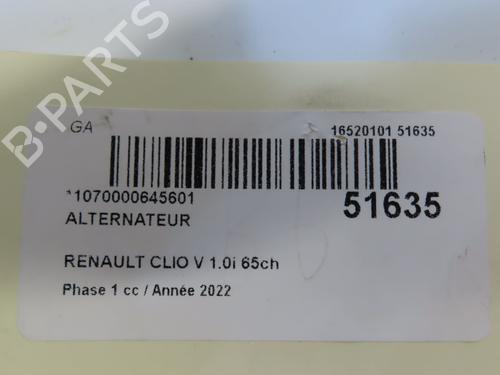 GA
16520101 51635
*1070000645601
51635
ALTERNATEUR
RENAULT CLIO V 1.0i 65ch
Phase 1 cc / Année 2022
B-PARTS